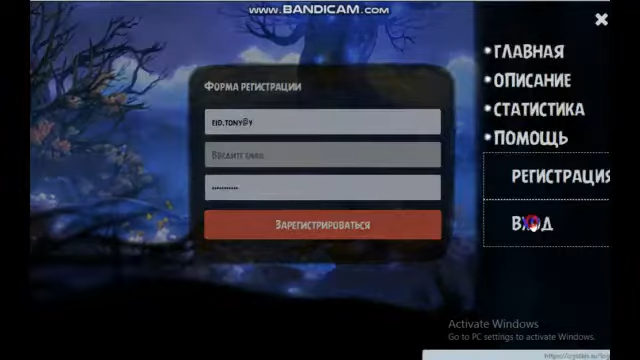 www.BANDICAM.com
Форма регистрации
eid.tony@y
Введите email
Зарегистрироваться
ГЛАВНАЯ
ОПИСАНИЕ
СТАТИСТИКА
ПОМОЩЬ
РЕГИСТРАЦИЯ
ВХОД
Activate Windows
Go to PC settings to activate Windows.